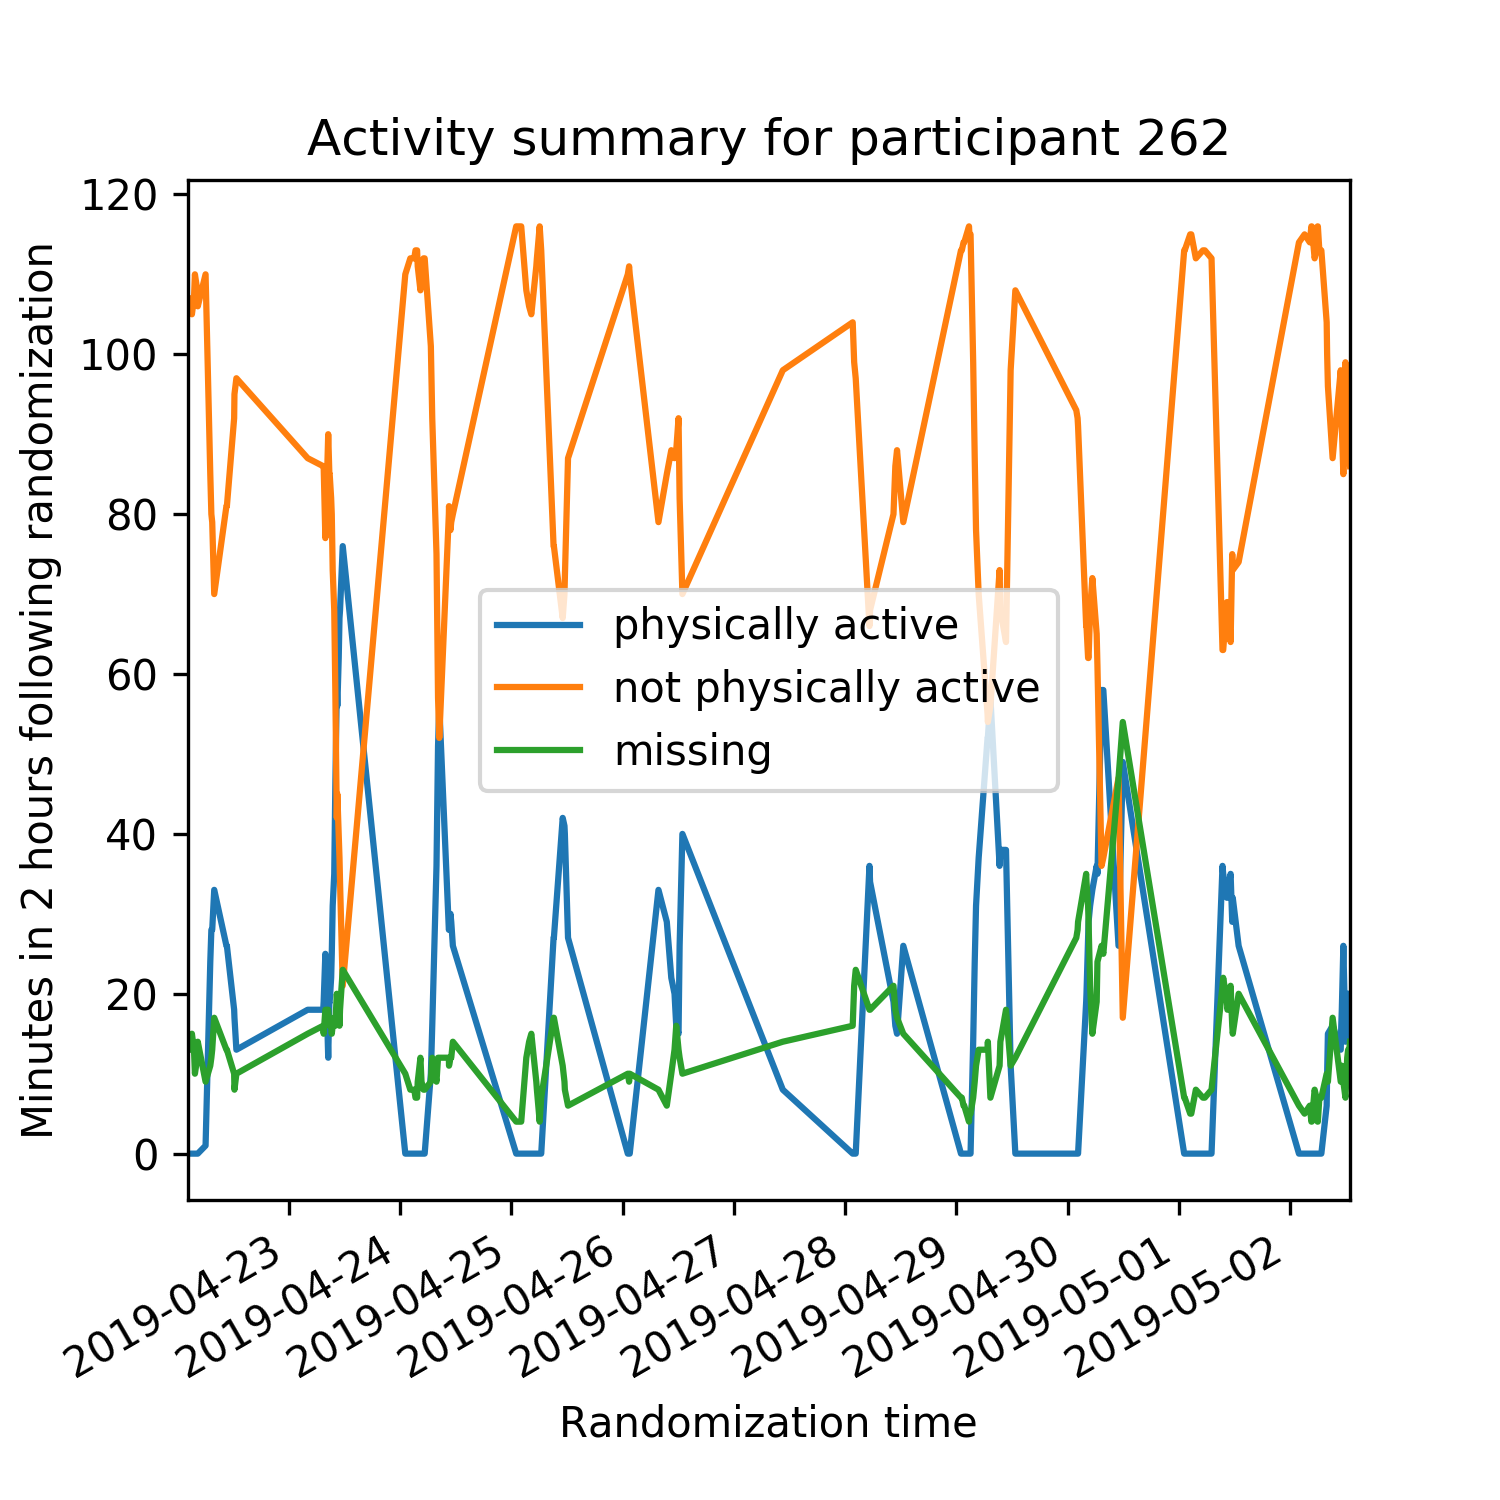 Activity summary for participant 262
Minutes in 2 hours following randomization
120
100
80
60
40
20
0
physically active
not physically active
missing
2019-04-23
2019-04-24
2019-04-25
2019-04-26
2019-04-27
2019-04-28
2019-04-29
2019-04-30
2019-05-01
2019-05-02
Randomization time